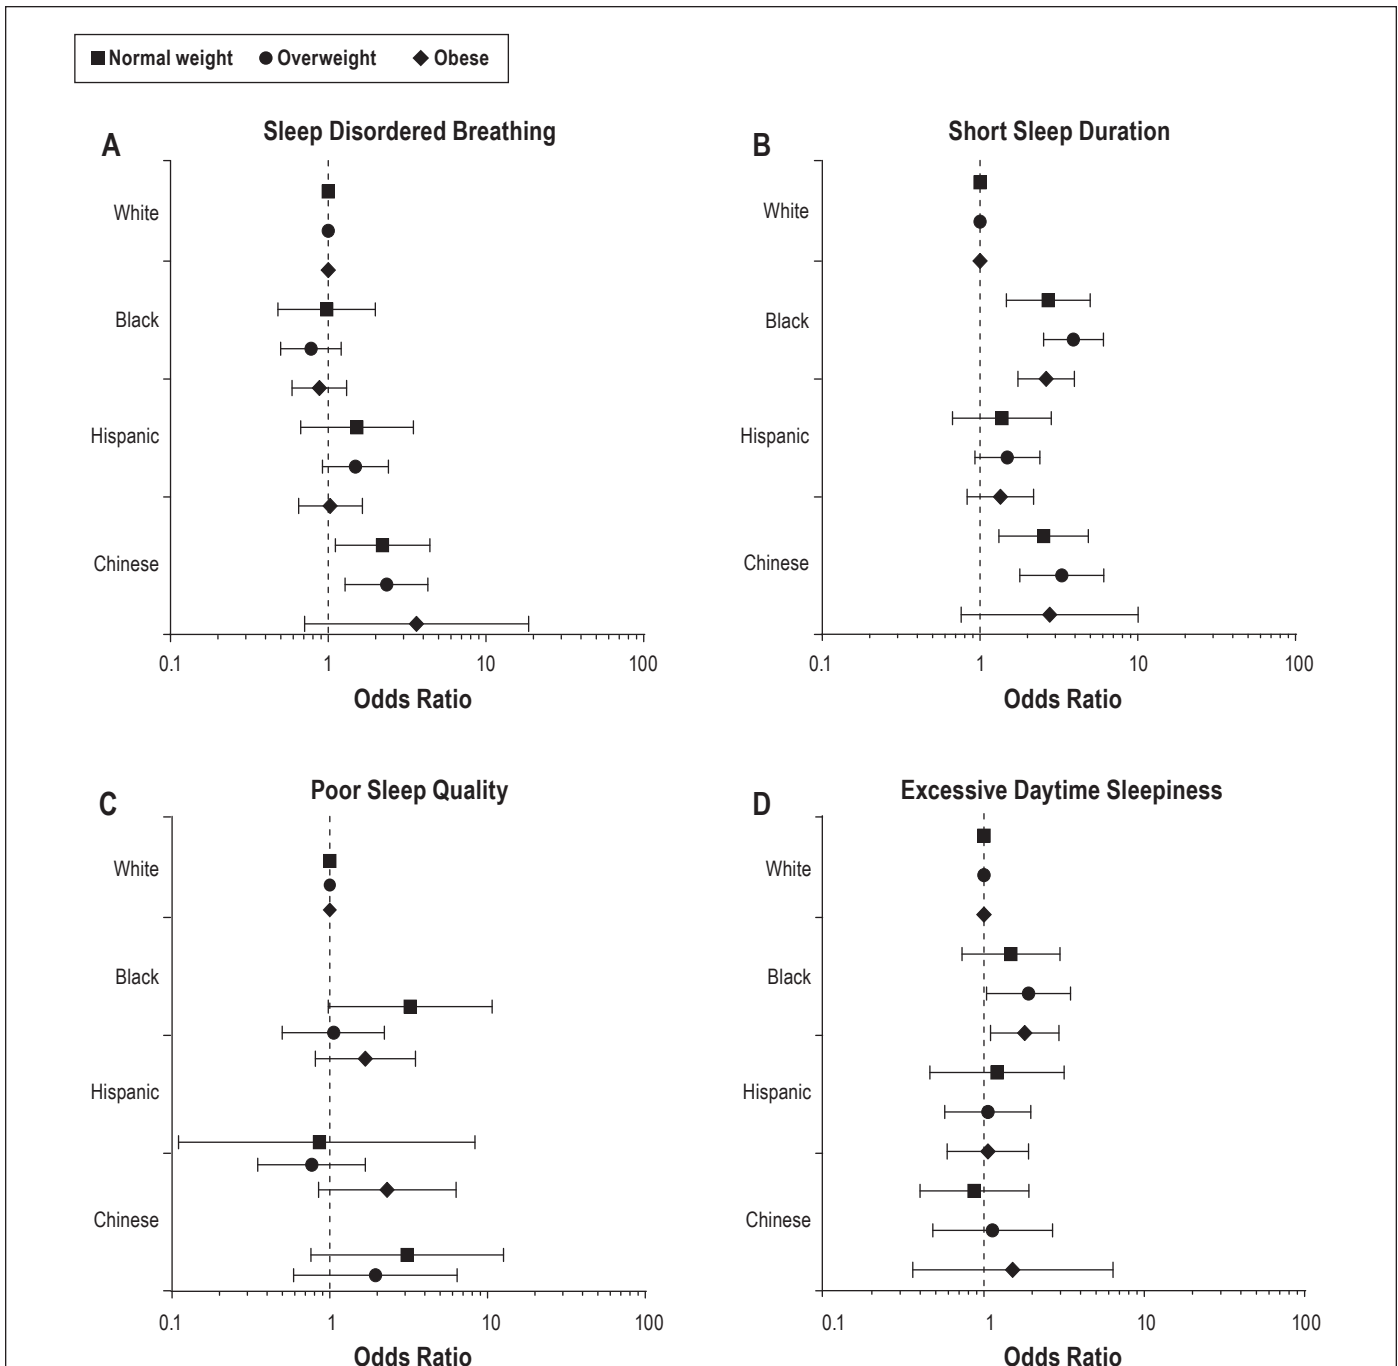 Normal weight Overweight Obese
A Sleep Disordered Breathing
White
Black
Hispanic
Chinese
0.1 1 10 100
Odds Ratio
B Short Sleep Duration
White
Black
Hispanic
Chinese
0.1 1 10 100
Odds Ratio
C Poor Sleep Quality
White
Black
Hispanic
Chinese
0.1 1 10 100
Odds Ratio
D Excessive Daytime Sleepiness
White
Black
Hispanic
Chinese
0.1 1 10 100
Odds Ratio